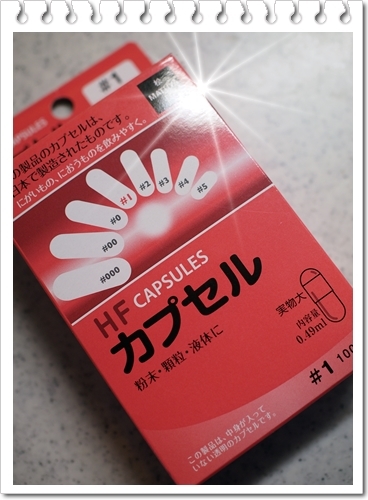 #1
CAPSULES
の製品のカプセルは、
日本で製造されたものです。
にがいもの、におうものを飲みやすく。
#000
#00
#0
#1
#2
#3
#4
#5
HF CAPSULES
カプセル
粉末・顆粒・液体に
実物大
内容量
0.49ml
#1 100
この製品は、中身が入って
いない透明のカプセルです。